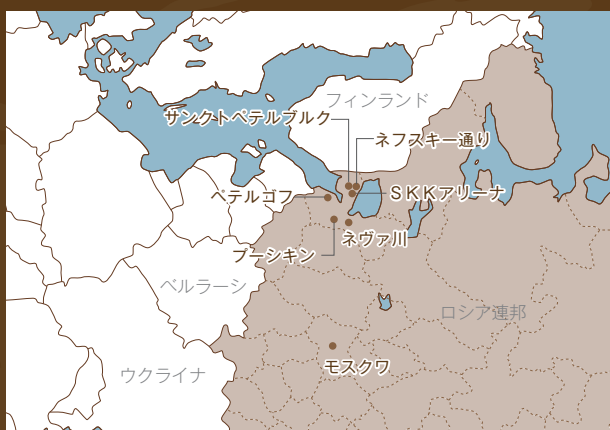 フィンランド
サンクトペテルブルク
ネフスキー通り
ペテルゴフ
ＳＫＫアリーナ
ネヴァ川
プーシキン
ベルラーシ
ロシア連邦
モスクワ
ウクライナ